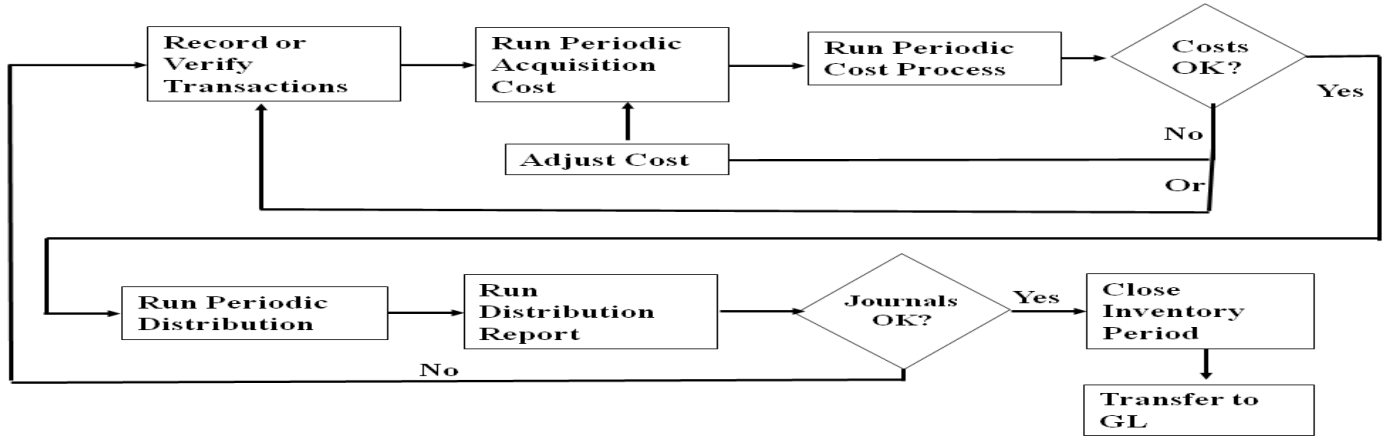 Record or
Verify
Transactions
Run Periodic
Acquisition
Cost
Run Periodic
Cost Process
Costs
OK?
Yes
No
Adjust Cost
Or
Run Periodic
Distribution
Run
Distribution
Report
Journals
OK?
Yes
Close
Inventory
Period
No
Transfer to
GL